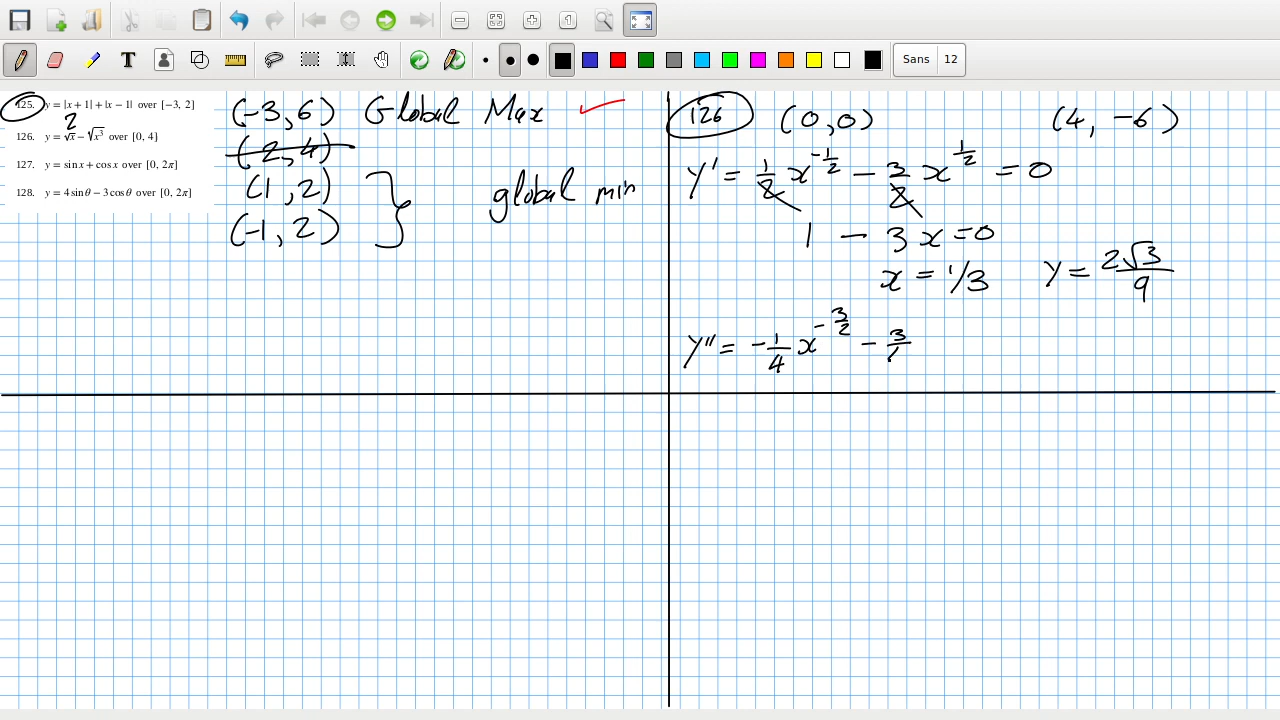 Sans 12
125. y = |x + 1| + |x − 1| over [−3, 2]
2
126. y = √x − √x³ over [0, 4]
127. y = sin x + cos x over [0, 2π]
128. y = 4 sin θ − 3 cos θ over [0, 2π]
(-3,6) Global Max ✓
(2,4)
(1,2)
(-1,2)
global min
126 (0,0) (4,-6)
y' = 1/2 x^(-1/2) - 3/2 x^(1/2) = 0
1 - 3x = 0
x = 1/3 y = 2√3/9
y'' = -1/4 x^(-3/2) - 3/